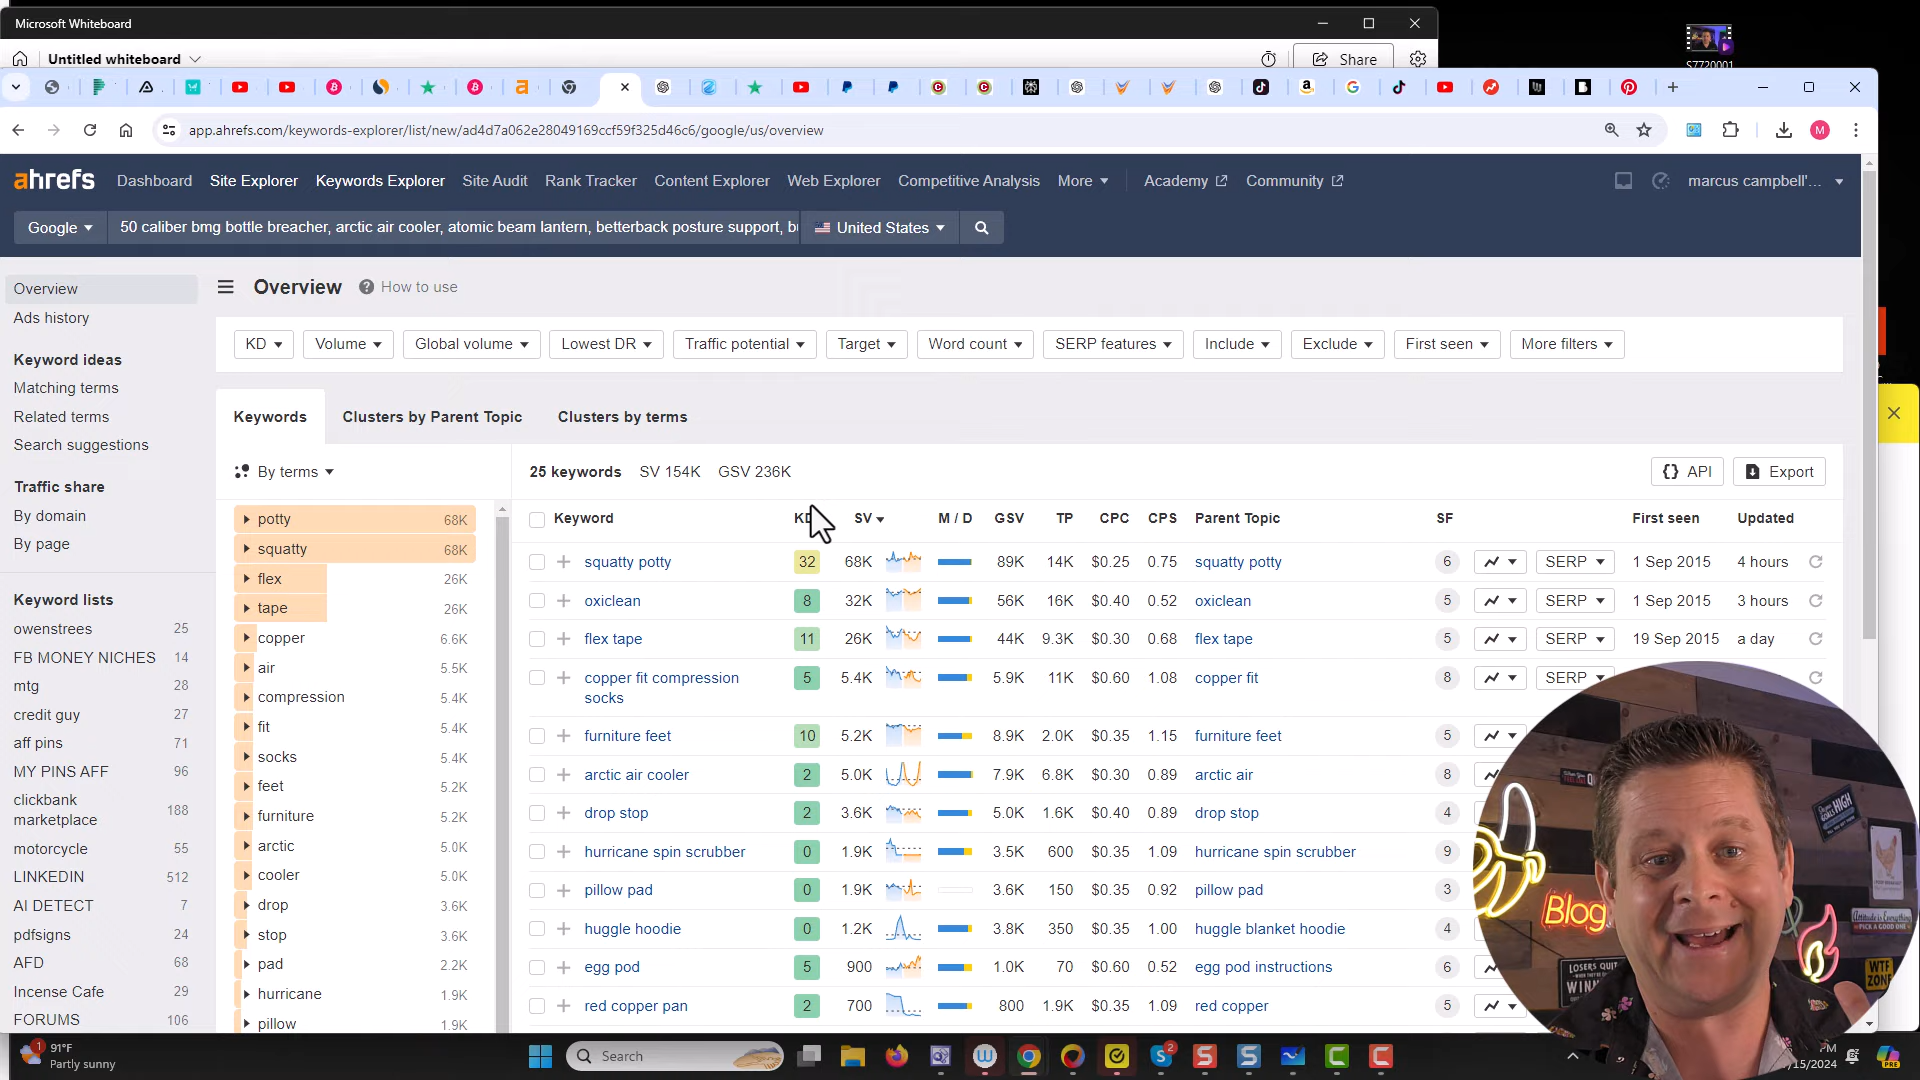 Microsoft Whiteboard
Untitled whiteboard
Share
S7720001
app.ahrefs.com/keywords-explorer/list/new/ad4d7a062e28049169ccf59f325d46c6/google/us/overview
M
ahrefs Dashboard Site Explorer Keywords Explorer Site Audit Rank Tracker Content Explorer Web Explorer Competitive Analysis More Academy Community marcus campbell'...
Google 50 caliber bmg bottle breacher, arctic air cooler, atomic beam lantern, betterback posture support, bu United States
Overview
Ads history
Keyword ideas
Matching terms
Related terms
Search suggestions
Traffic share
By domain
By page
Keyword lists
owenstrees 25
FB MONEY NICHES 14
mtg 28
credit guy 27
aff pins 71
MY PINS AFF 96
clickbank
marketplace 188
motorcycle 55
LINKEDIN 512
AI DETECT 7
pdfsigns 24
AFD 68
Incense Cafe 29
FORUMS 106
Overview How to use
KD Volume Global volume Lowest DR Traffic potential Target Word count SERP features Include Exclude First seen More filters
Keywords Clusters by Parent Topic Clusters by terms
By terms
potty 68K
squatty 68K
flex 26K
tape 26K
copper 6.6K
air 5.5K
compression 5.4K
fit 5.4K
socks 5.4K
feet 5.2K
furniture 5.2K
arctic 5.0K
cooler 5.0K
drop 3.6K
stop 3.6K
pad 2.2K
hurricane 1.9K
pillow 1.9K
25 keywords SV 154K GSV 236K API Export
Keyword KD SV M / D GSV TP CPC CPS Parent Topic SF First seen Updated
squatty potty 32 68K 89K 14K $0.25 0.75 squatty potty 6 SERP 1 Sep 2015 4 hours
oxiclean 8 32K 56K 16K $0.40 0.52 oxiclean 5 SERP 1 Sep 2015 3 hours
flex tape 11 26K 44K 9.3K $0.30 0.68 flex tape 5 SERP 19 Sep 2015 a day
copper fit compression 5 5.4K 5.9K 11K $0.60 1.08 copper fit 8 SERP
socks
furniture feet 10 5.2K 8.9K 2.0K $0.35 1.15 furniture feet 5
arctic air cooler 2 5.0K 7.9K 6.8K $0.30 0.89 arctic air 8
drop stop 2 3.6K 5.0K 1.6K $0.40 0.89 drop stop 4
hurricane spin scrubber 0 1.9K 3.5K 600 $0.35 1.09 hurricane spin scrubber 9
pillow pad 0 1.9K 3.6K 150 $0.35 0.92 pillow pad 3
huggle hoodie 0 1.2K 3.8K 350 $0.35 1.00 huggle blanket hoodie 4
egg pod 5 900 1.0K 70 $0.60 0.52 egg pod instructions 6
red copper pan 2 700 800 1.9K $0.35 1.09 red copper 5
Blog
HIGH
Attitude is Everything
PICK A GOOD ONE
LOSERS QUIT
WINN
WTF
ZONE
1
91°F
Partly sunny
Search
2
PM
/15/2024